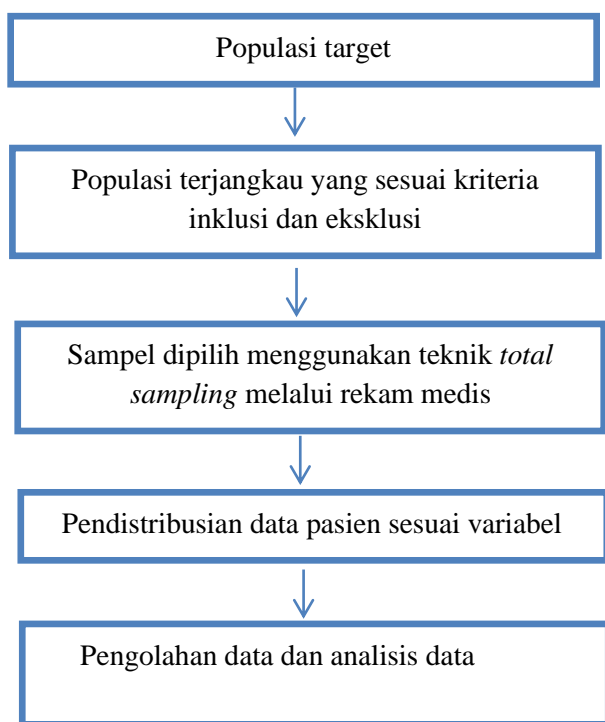 Populasi target
Populasi terjangkau yang sesuai kriteria
inklusi dan eksklusi
Sampel dipilih menggunakan teknik total
sampling melalui rekam medis
Pendistribusian data pasien sesuai variabel
Pengolahan data dan analisis data